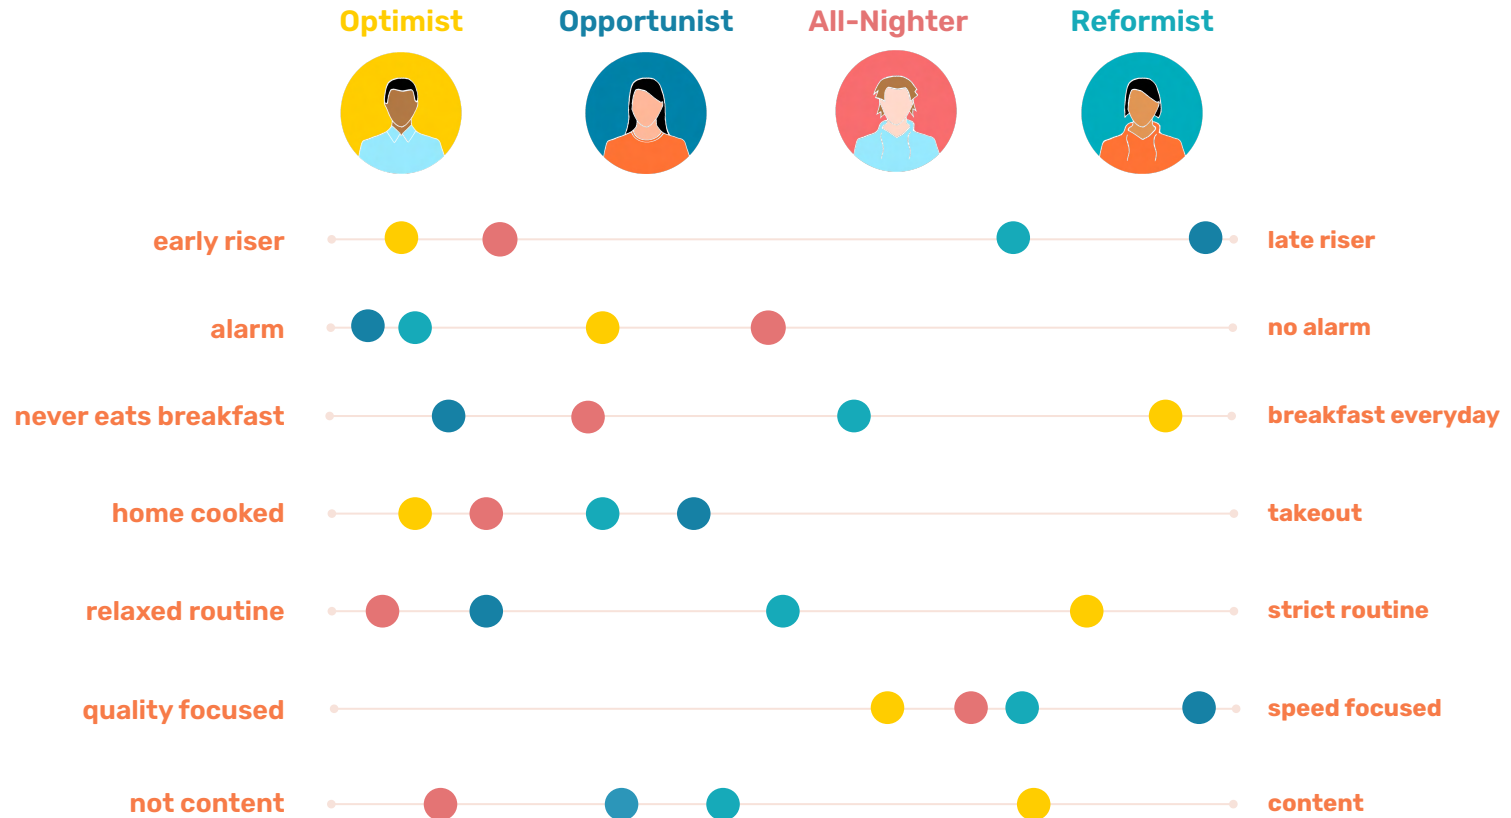 Optimist
Opportunist
All-Nighter
Reformist
early riser
late riser
alarm
no alarm
never eats breakfast
breakfast everyday
home cooked
takeout
relaxed routine
strict routine
quality focused
speed focused
not content
content